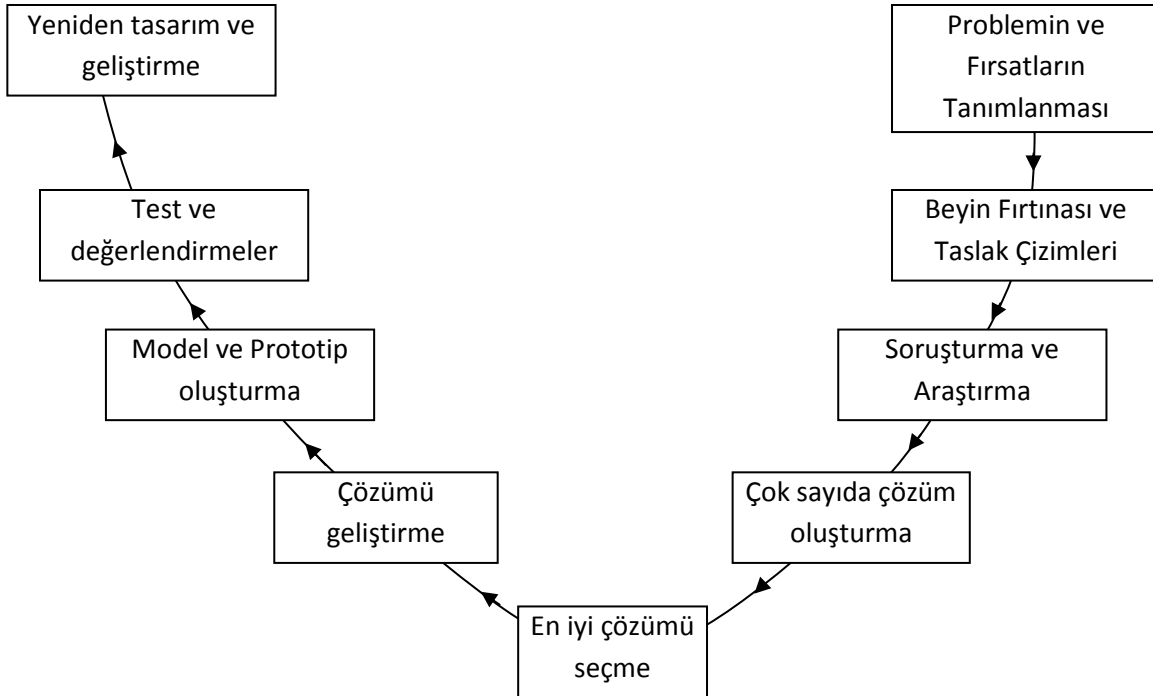 Problemin ve
Fırsatların
Tanımlanması
Beyin Fırtınası ve
Taslak Çizimleri
Soruşturma ve
Araştırma
Çok sayıda çözüm
oluşturma
En iyi çözümü
seçme
Çözümü
geliştirme
Model ve Prototip
oluşturma
Test ve
değerlendirmeler
Yeniden tasarım ve
geliştirme